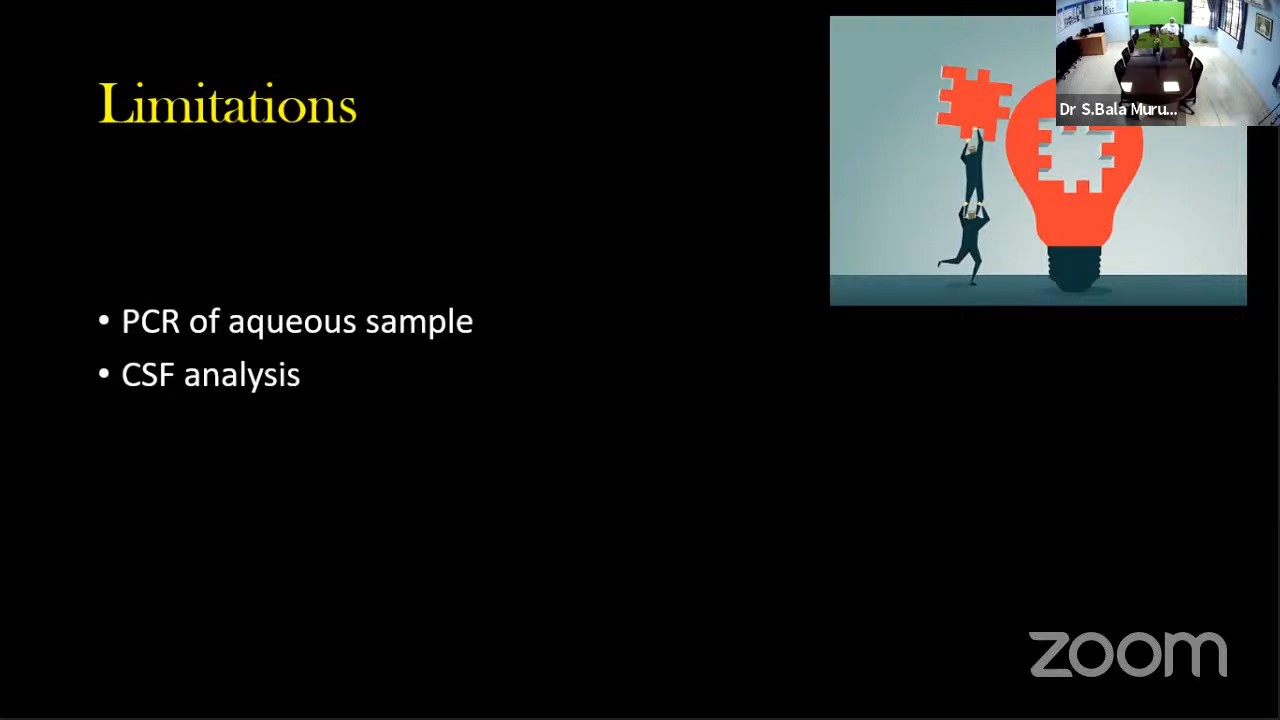 Limitations
Dr S.Bala Muru...
• PCR of aqueous sample
• CSF analysis
zoom